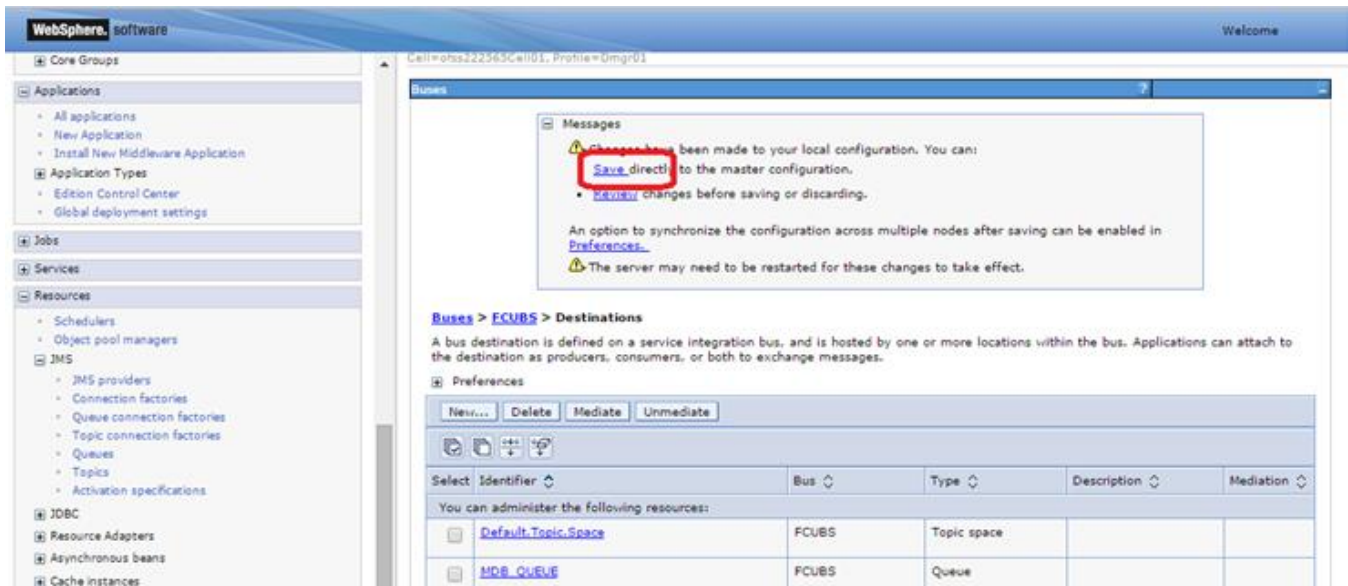 WebSphere. software
Welcome
Core Groups
Cell=ofss222565Cell01, Profile=Dmgr01
Applications
All applications
New Application
Install New Middleware Application
Application Types
Edition Control Center
Global deployment settings
Jobs
Services
Resources
Schedulers
Object pool managers
JMS
JMS providers
Connection factories
Queue connection factories
Topic connection factories
Queues
Topics
Activation specifications
JDBC
Resource Adapters
Asynchronous beans
Cache instances
Buses
?
Messages
Changes have been made to your local configuration. You can:
Save directly to the master configuration.
Review changes before saving or discarding.
An option to synchronize the configuration across multiple nodes after saving can be enabled in
Preferences.
The server may need to be restarted for these changes to take effect.
Buses > FCUBS > Destinations
A bus destination is defined on a service integration bus, and is hosted by one or more locations within the bus. Applications can attach to
the destination as producers, consumers, or both to exchange messages.
Preferences
New... Delete Mediate Unmediate
Select Identifier Bus Type Description Mediation
You can administer the following resources:
Default.Topic.Space FCUBS Topic space
MDB_QUEUE FCUBS Queue